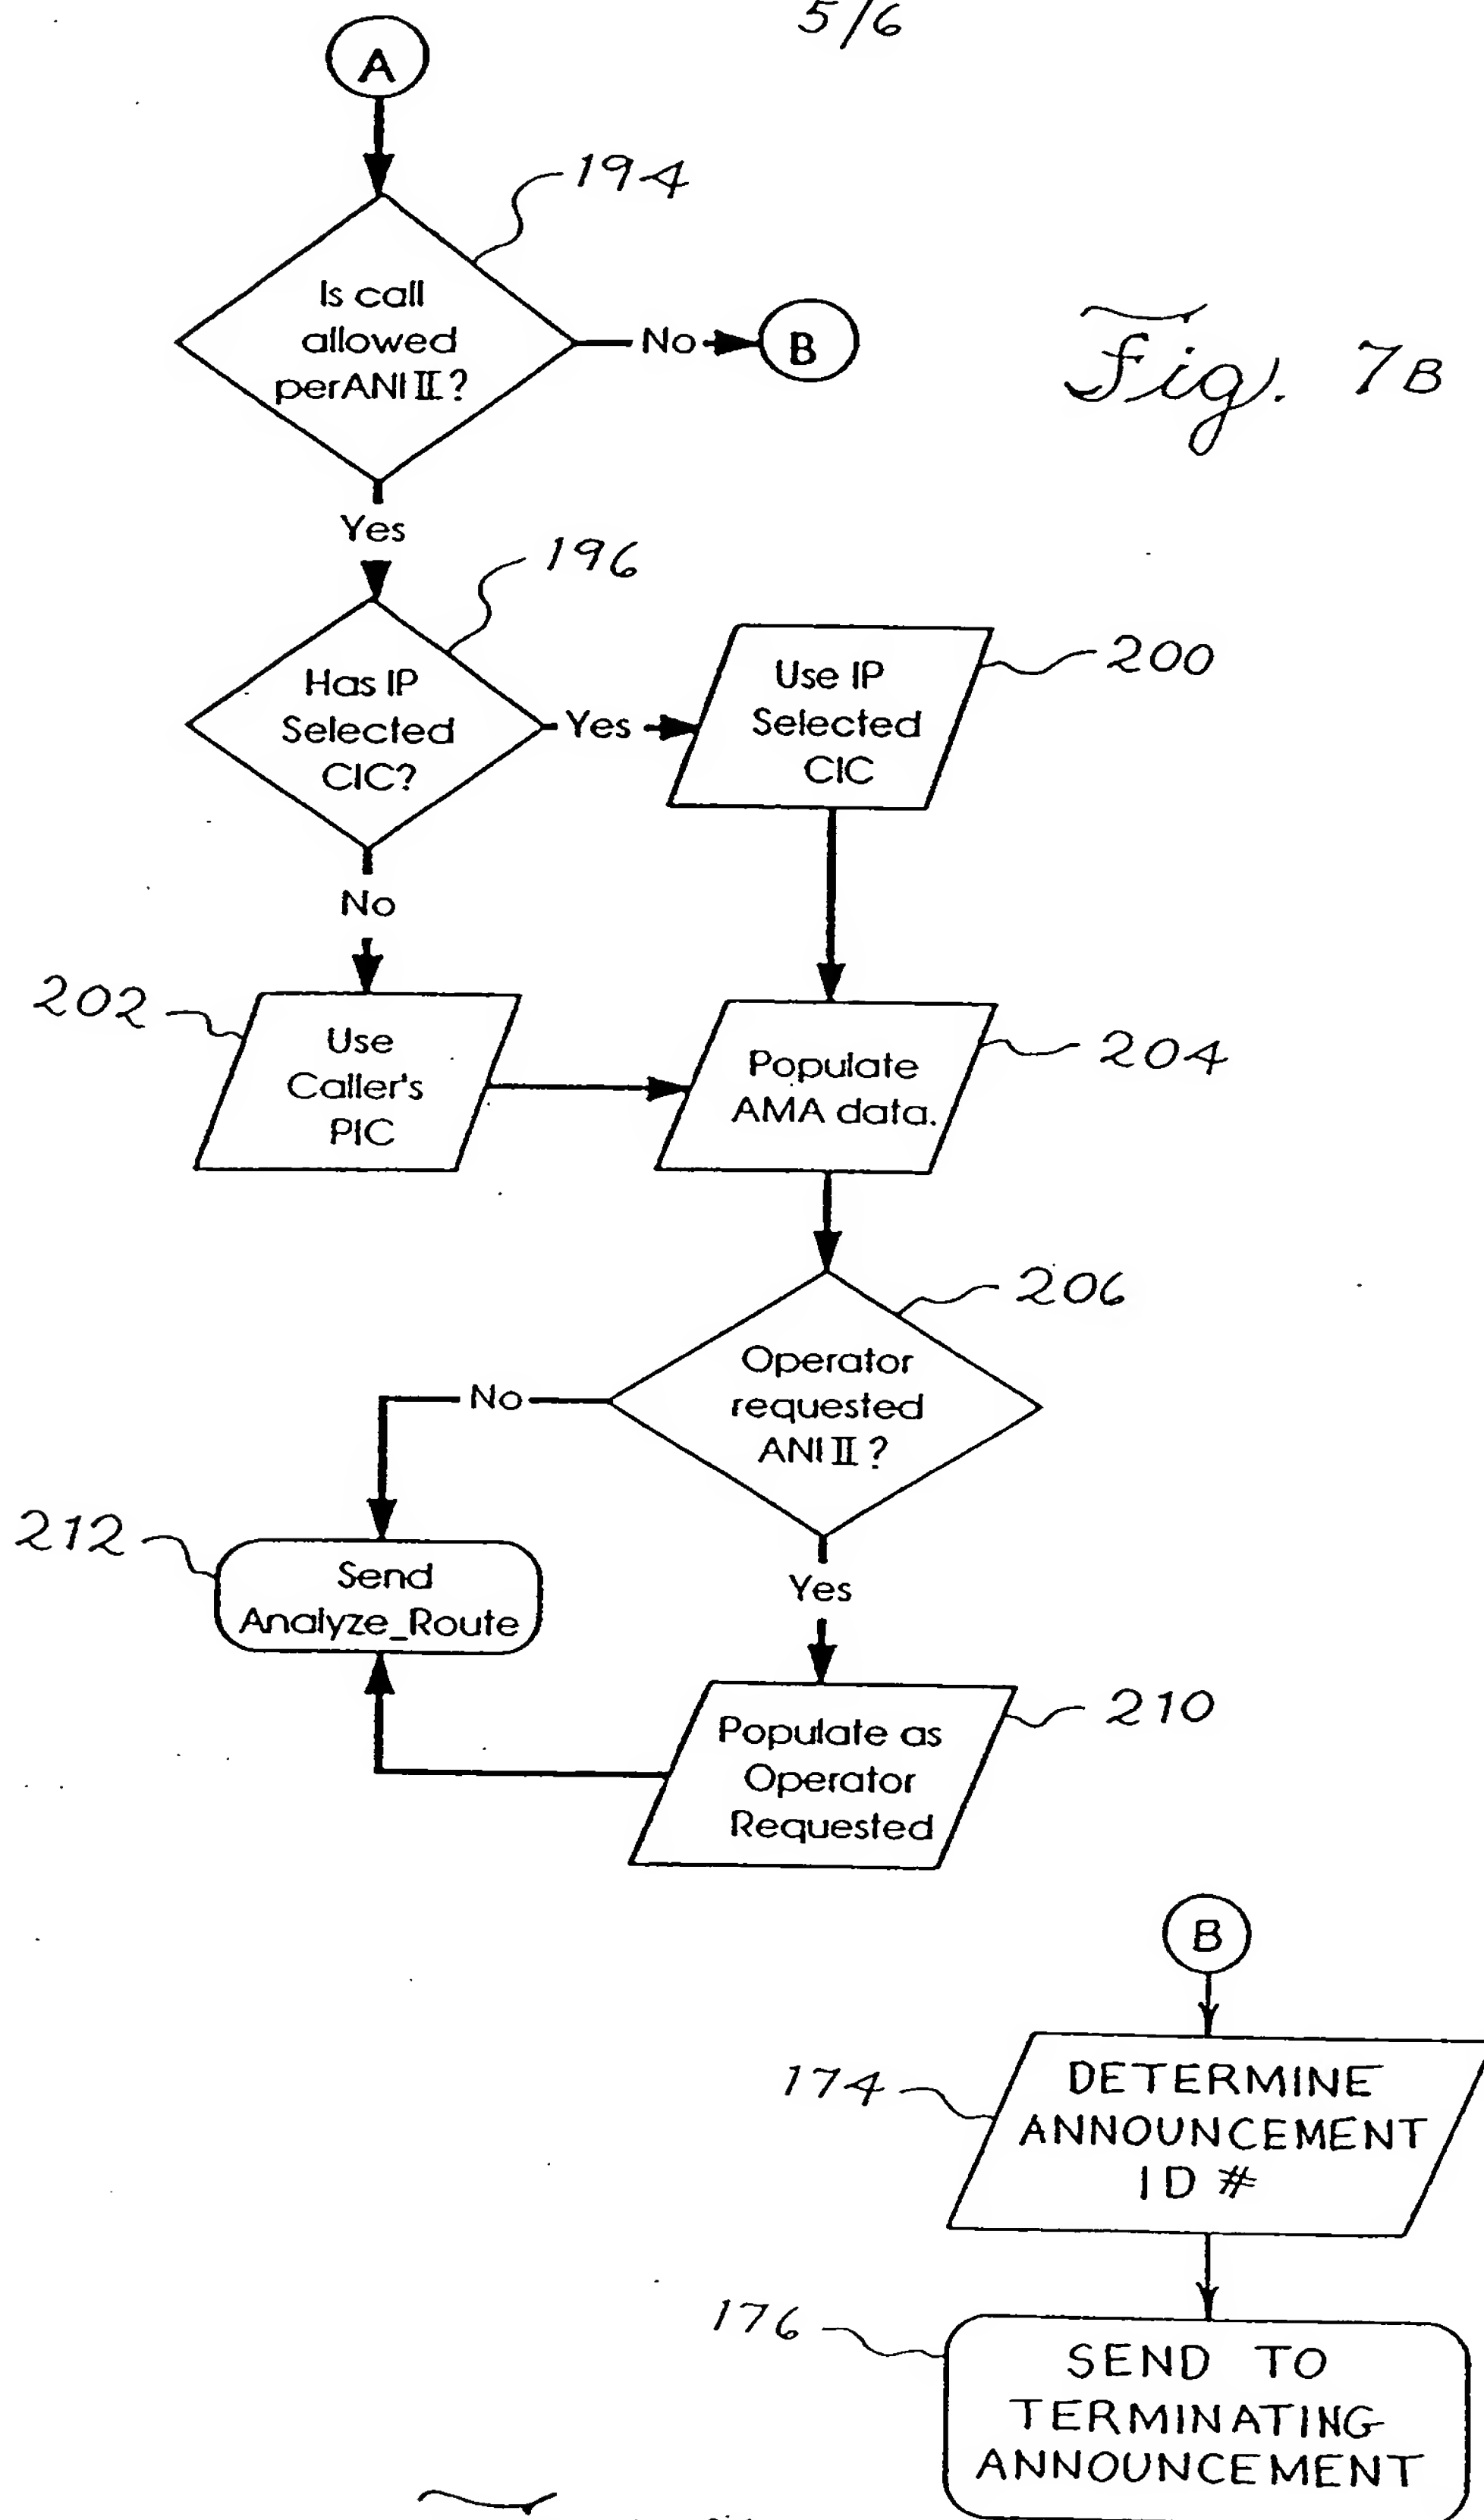 5/6
A
194
Is call
allowed
per ANI II?
No
B
Fig. 7B
Yes
196
Has IP
Selected
CIC?
Yes
Use IP
Selected
CIC
200
No
202
Use
Caller's
PIC
Populate
AMA data.
204
206
Operator
requested
ANI II?
No
212
Send
Analyze_Route
Yes
Populate as
Operator
Requested
210
B
174
DETERMINE
ANNOUNCEMENT
ID #
176
SEND TO
TERMINATING
ANNOUNCEMENT